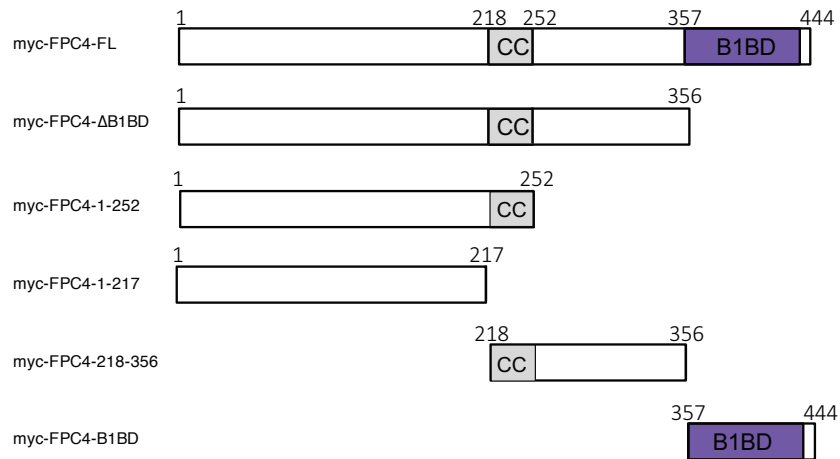 1 218 252 357 444
myc-FPC4-FL CC B1BD
1 356
myc-FPC4-ΔB1BD CC
1 252
myc-FPC4-1-252 CC
1 217
myc-FPC4-1-217
218 356
myc-FPC4-218-356 CC
357 444
myc-FPC4-B1BD B1BD